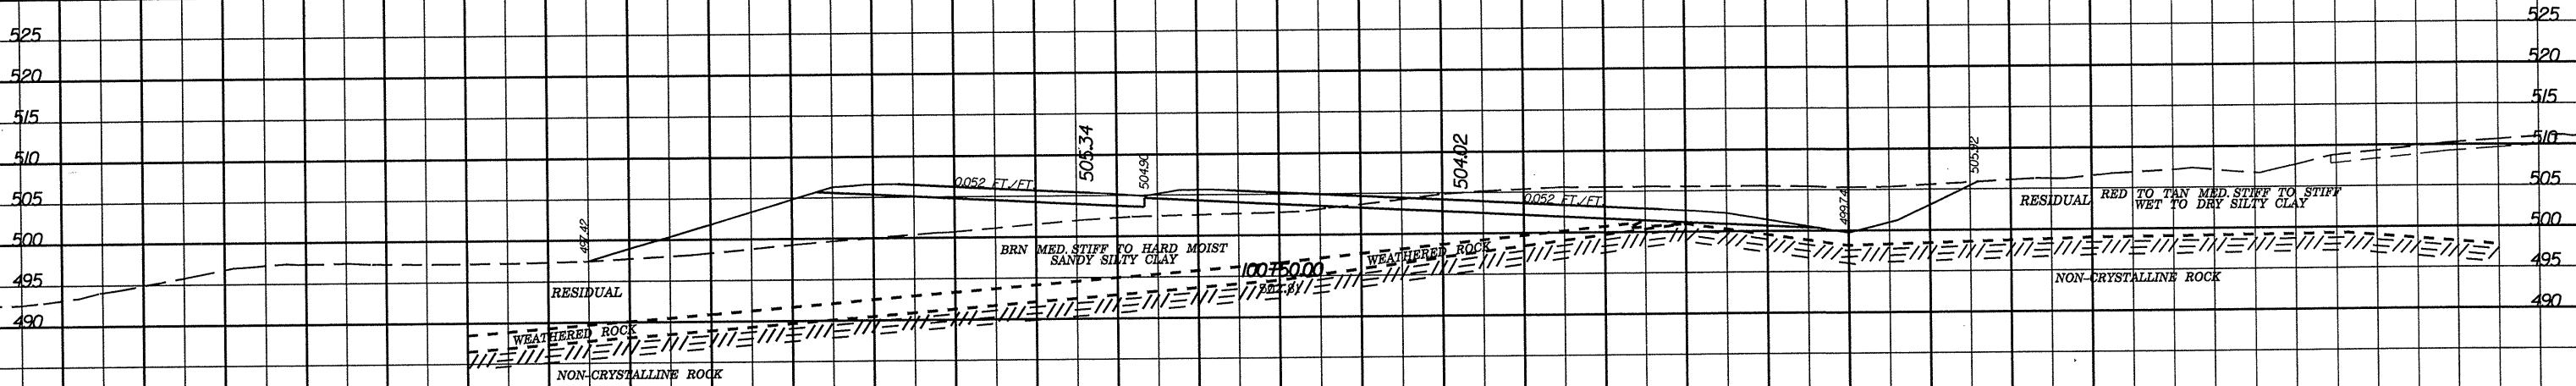 525
525
520
520
515
515
510
510
505.34
504.90
504.02
505.92
0.052 FT./FT.
0.052 FT./FT.
505
505
RESIDUAL
RED TO TAN MED. STIFF TO STIFF
WET TO DRY SILTY CLAY
497.42
499.74
500
500
BRN MED. STIFF TO HARD MOIST
SANDY SILTY CLAY
WEATHERED ROCK
100+50.00
495
495
RESIDUAL
NON-CRYSTALLINE ROCK
490
490
WEATHERED ROCK
NON-CRYSTALLINE ROCK